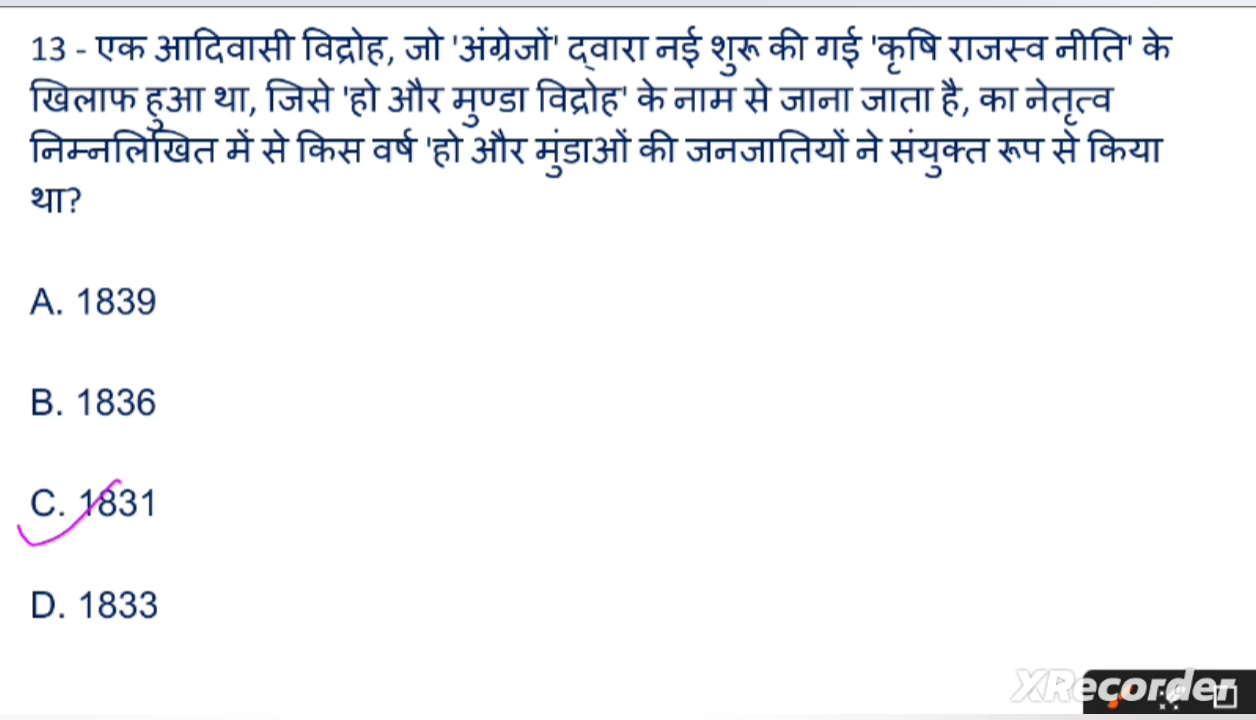 13 - एक आदिवासी विद्रोह, जो 'अंग्रेजों' द्वारा नई शुरू की गई 'कृषि राजस्व नीति' के
खिलाफ हुआ था, जिसे 'हो और मुण्डा विद्रोह' के नाम से जाना जाता है, का नेतृत्व
निम्नलिखित में से किस वर्ष 'हो और मुंडाओं की जनजातियों ने संयुक्त रूप से किया
था?
A. 1839
B. 1836
C. 1831
D. 1833
XRecorder